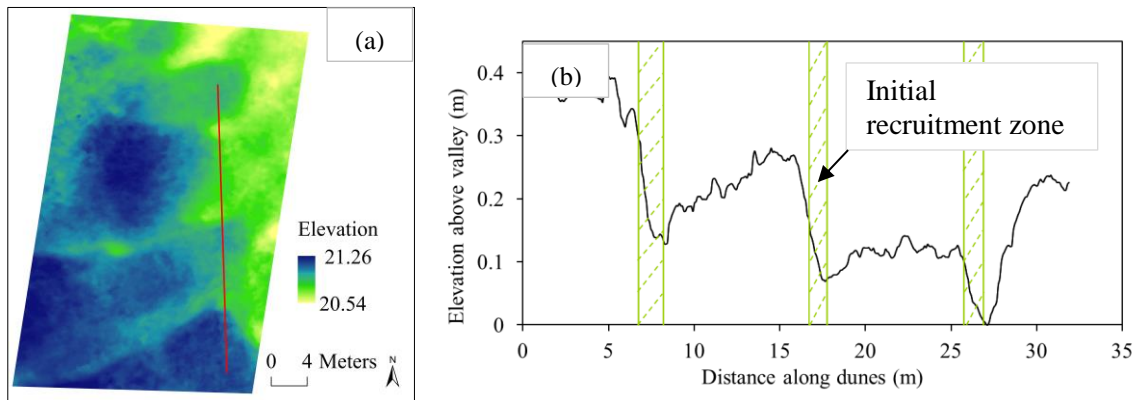 (a)
Elevation
21.26
20.54
0 4 Meters
N
(b)
Initial
recruitment zone
Elevation above valley (m)
0.4
0.3
0.2
0.1
0
0 5 10 15 20 25 30 35
Distance along dunes (m)